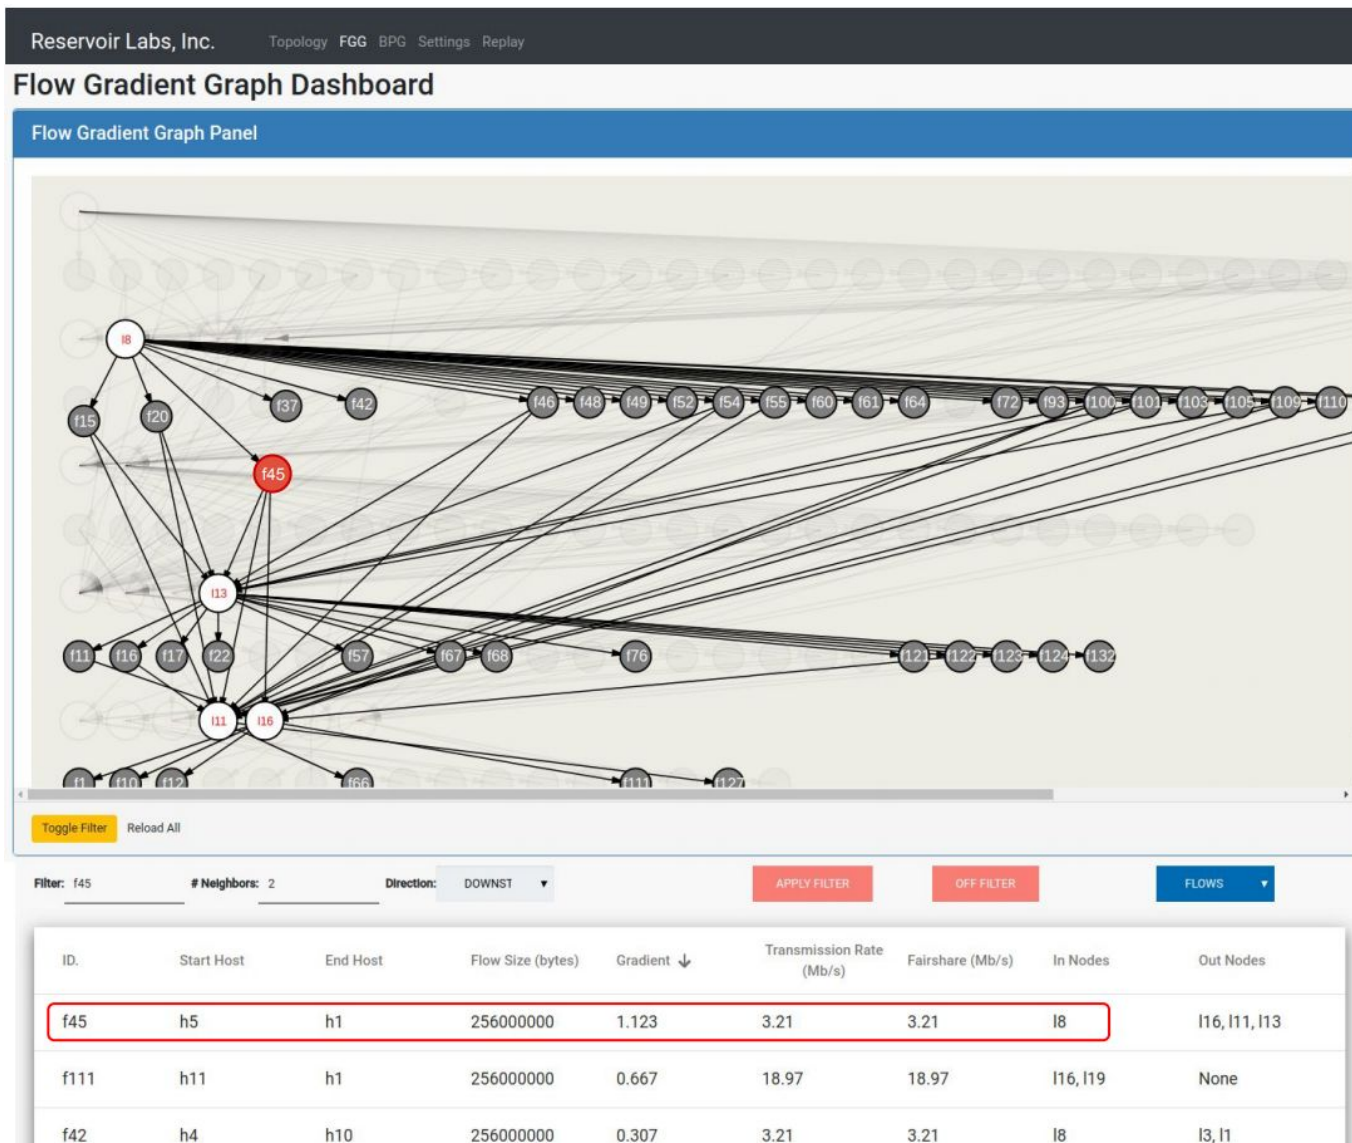 Reservoir Labs, Inc. Topology FGG BPG Settings Replay
Flow Gradient Graph Dashboard
Flow Gradient Graph Panel
l8
f15 f20 f37 f42 f46 f48 f49 f52 f54 f55 f60 f61 f64 f72 f93 f100 f101 f103 f105 f109 f110
f45
l13
f11 f16 f17 f22 f57 f67 f68 f76 f121 f122 f123 f124 f132
l11 l16
f1 f10 f12 f66 f111 f127
Toggle Filter Reload All
Filter: f45 # Neighbors: 2 Direction: DOWNST ▼ APPLY FILTER OFF FILTER FLOWS ▼
ID. Start Host End Host Flow Size (bytes) Gradient ↓ Transmission Rate (Mb/s) Fairshare (Mb/s) In Nodes Out Nodes
f45 h5 h1 256000000 1.123 3.21 3.21 l8 l16, l11, l13
f111 h11 h1 256000000 0.667 18.97 18.97 l16, l19 None
f42 h4 h10 256000000 0.307 3.21 3.21 l8 l3, l1